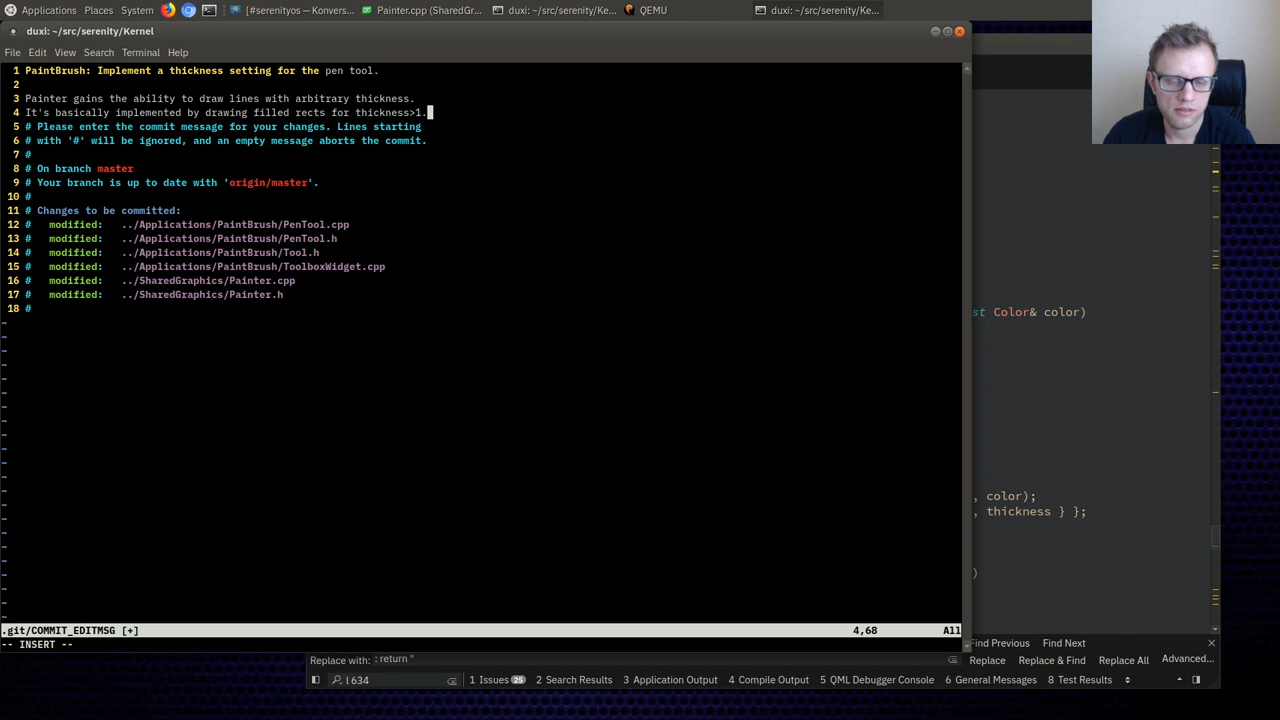 Applications Places System [#serenityos — Konvers... Painter.cpp (SharedGr... duxi: ~/src/serenity/Ke... QEMU duxi: ~/src/serenity/Ke...
duxi: ~/src/serenity/Kernel
File Edit View Search Terminal Help
1 PaintBrush: Implement a thickness setting for the pen tool.
2
3 Painter gains the ability to draw lines with arbitrary thickness.
4 It's basically implemented by drawing filled rects for thickness>1.
5 # Please enter the commit message for your changes. Lines starting
6 # with '#' will be ignored, and an empty message aborts the commit.
7 #
8 # On branch master
9 # Your branch is up to date with 'origin/master'.
10 #
11 # Changes to be committed:
12 # modified: ../Applications/PaintBrush/PenTool.cpp
13 # modified: ../Applications/PaintBrush/PenTool.h
14 # modified: ../Applications/PaintBrush/Tool.h
15 # modified: ../Applications/PaintBrush/ToolboxWidget.cpp
16 # modified: ../SharedGraphics/Painter.cpp
17 # modified: ../SharedGraphics/Painter.h
18 #
st Color& color)
, color);
, thickness } };
)
.git/COMMIT_EDITMSG [+] 4,68 All
-- INSERT --
Find Previous Find Next
Replace with: : return " Replace Replace & Find Replace All Advanced...
l634 1 Issues 25 2 Search Results 3 Application Output 4 Compile Output 5 QML Debugger Console 6 General Messages 8 Test Results